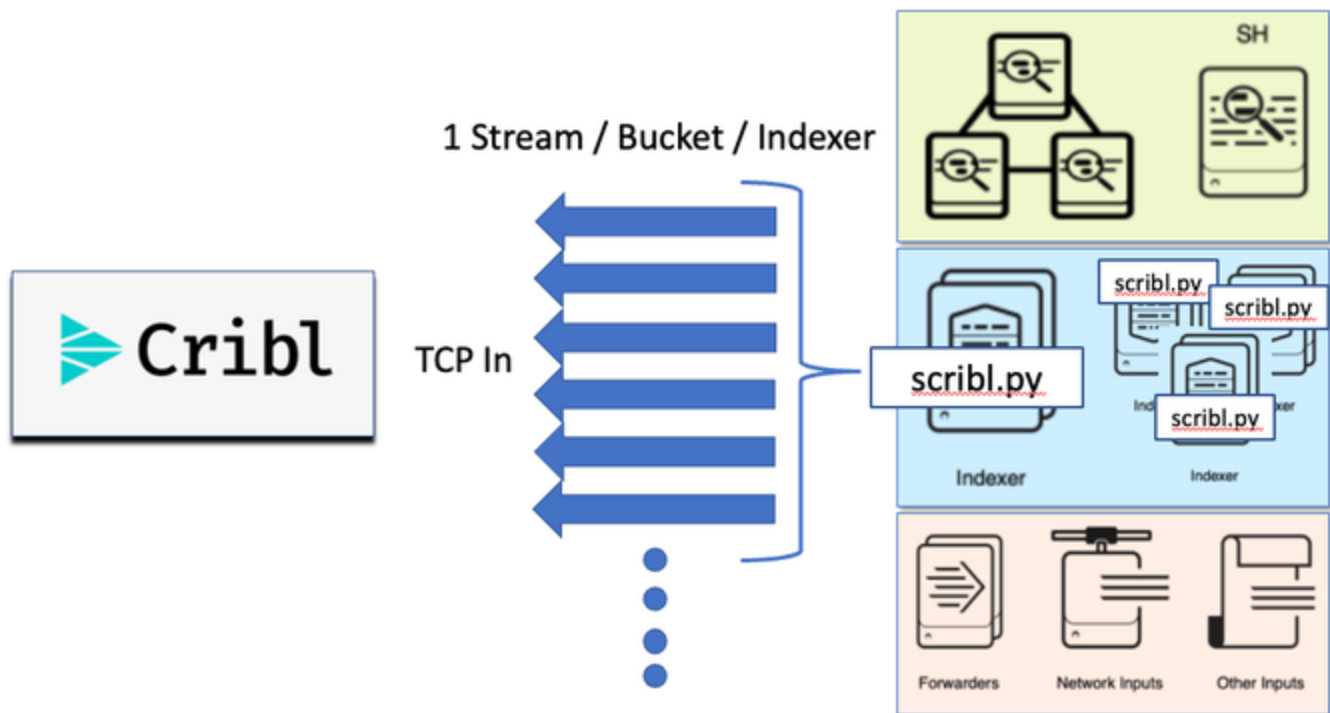 SH
1 Stream / Bucket / Indexer
Cribl
TCP In
scribl.py
scribl.py
scribl.py
scribl.py
Indexer
Indexer
Forwarders
Network Inputs
Other Inputs